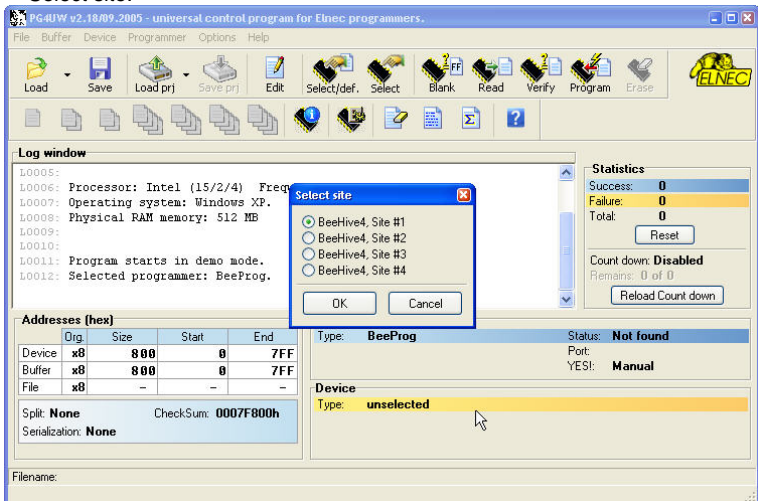 Select site:
PG4UW v2.18/09.2005 - universal control program for Elnec programmers.
File Buffer Device Programmer Options Help
Load Save Load prj Save prj Edit Select/def. Select Blank Read Verify Program Erase
ELNEC
Log window
L0005:
L0006: Processor: Intel (15/2/4) Frequ
L0007: Operating system: Windows XP.
L0008: Physical RAM memory: 512 MB
L0009:
L0010:
L0011: Program starts in demo mode.
L0012: Selected programmer: BeeProg.
Select site
BeeHive4, Site #1
BeeHive4, Site #2
BeeHive4, Site #3
BeeHive4, Site #4
OK Cancel
Statistics
Success: 0
Failure: 0
Total: 0
Reset
Count down: Disabled
Remains: 0 of 0
Reload Count down
Addresses (hex)
Org. Size Start End
Device x8 800 0 7FF
Buffer x8 800 0 7FF
File x8 - - -
Split: None CheckSum: 0007F800h
Serialization: None
Type: BeeProg Status: Not found
Port:
YES!: Manual
Device
Type: unselected
Filename: